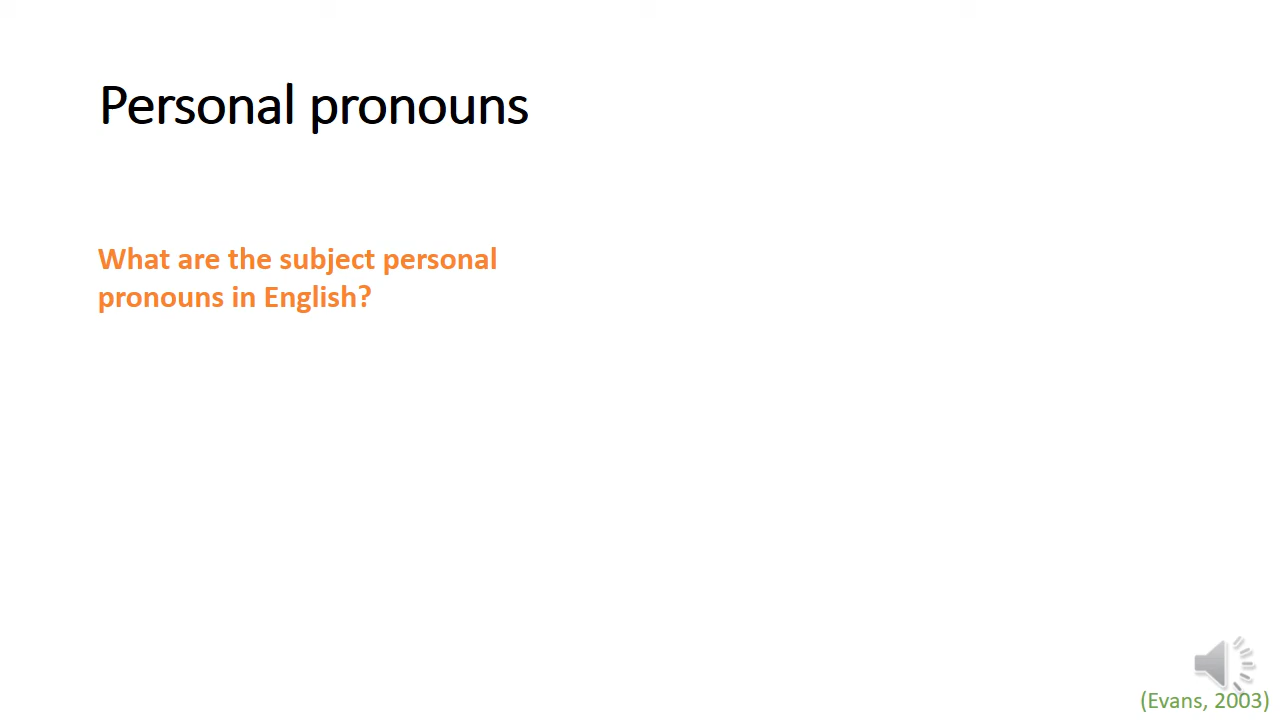 Personal pronouns
What are the subject personal
pronouns in English?
(Evans, 2003)